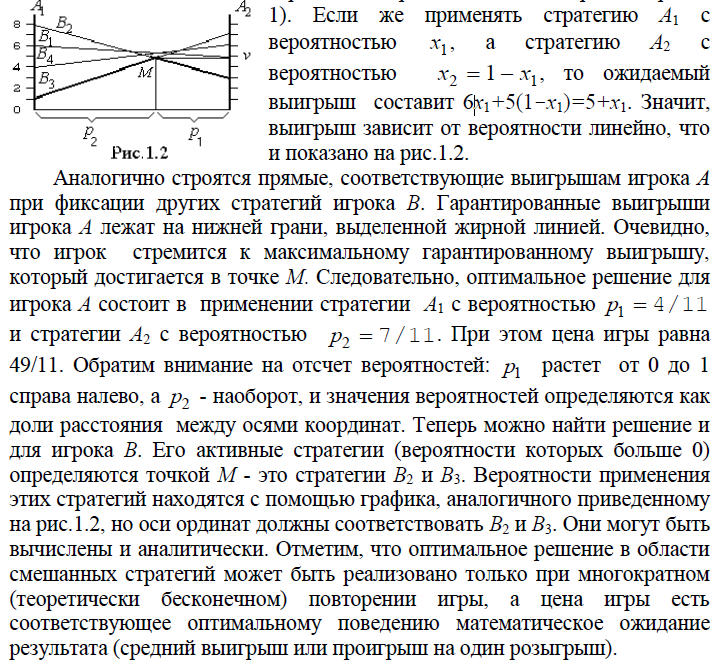 A₁ A₂
8 B₂
B₁
6
B₄ v
4 M
B₃
2
0
p₂ p₁
Рис.1.2
1). Если же применять стратегию A₁ с
вероятностью x₁, а стратегию A₂ с
вероятностью x₂ = 1 − x₁, то ожидаемый
выигрыш составит 6x₁+5(1−x₁)=5+x₁. Значит,
выигрыш зависит от вероятности линейно, что
и показано на рис.1.2.
Аналогично строятся прямые, соответствующие выигрышам игрока A
при фиксации других стратегий игрока B. Гарантированные выигрыши
игрока A лежат на нижней грани, выделенной жирной линией. Очевидно,
что игрок стремится к максимальному гарантированному выигрышу,
который достигается в точке M. Следовательно, оптимальное решение для
игрока A состоит в применении стратегии A₁ с вероятностью p₁ = 4/11
и стратегии A₂ с вероятностью p₂ = 7/11. При этом цена игры равна
49/11. Обратим внимание на отсчет вероятностей: p₁ растет от 0 до 1
справа налево, а p₂ - наоборот, и значения вероятностей определяются как
доли расстояния между осями координат. Теперь можно найти решение и
для игрока B. Его активные стратегии (вероятности которых больше 0)
определяются точкой M - это стратегии B₂ и B₃. Вероятности применения
этих стратегий находятся с помощью графика, аналогичного приведенному
на рис.1.2, но оси ординат должны соответствовать B₂ и B₃. Они могут быть
вычислены и аналитически. Отметим, что оптимальное решение в области
смешанных стратегий может быть реализовано только при многократном
(теоретически бесконечном) повторении игры, а цена игры есть
соответствующее оптимальному поведению математическое ожидание
результата (средний выигрыш или проигрыш на один розыгрыш).